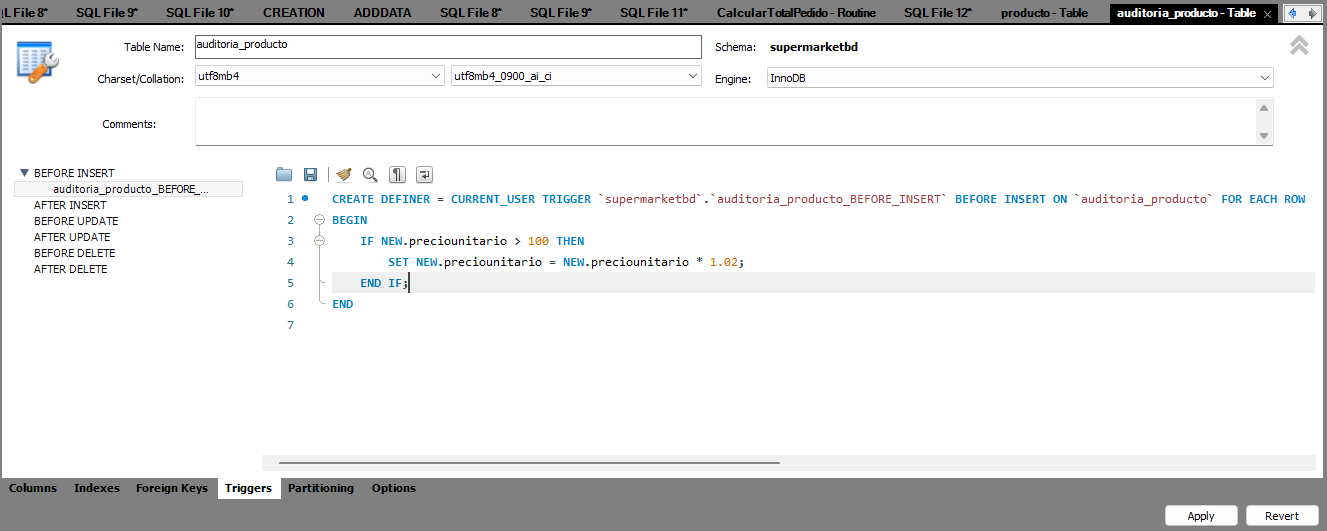 QL File 8*
SQL File 9*
SQL File 10*
CREATION
ADDDATA
SQL File 8*
SQL File 9*
SQL File 11*
CalcularTotalPedido - Routine
SQL File 12*
producto - Table
auditoria_producto - Table
Table Name:
auditoria_producto
Schema:
supermarketbd
Charset/Collation:
utf8mb4
utf8mb4_0900_ai_ci
Engine:
InnoDB
Comments:
BEFORE INSERT
auditoria_producto_BEFORE_...
AFTER INSERT
BEFORE UPDATE
AFTER UPDATE
BEFORE DELETE
AFTER DELETE
1 CREATE DEFINER = CURRENT_USER TRIGGER `supermarketbd`.`auditoria_producto_BEFORE_INSERT` BEFORE INSERT ON `auditoria_producto` FOR EACH ROW
2 BEGIN
3 IF NEW.preciounitario > 100 THEN
4 SET NEW.preciounitario = NEW.preciounitario * 1.02;
5 END IF;
6 END
7
Columns
Indexes
Foreign Keys
Triggers
Partitioning
Options
Apply
Revert